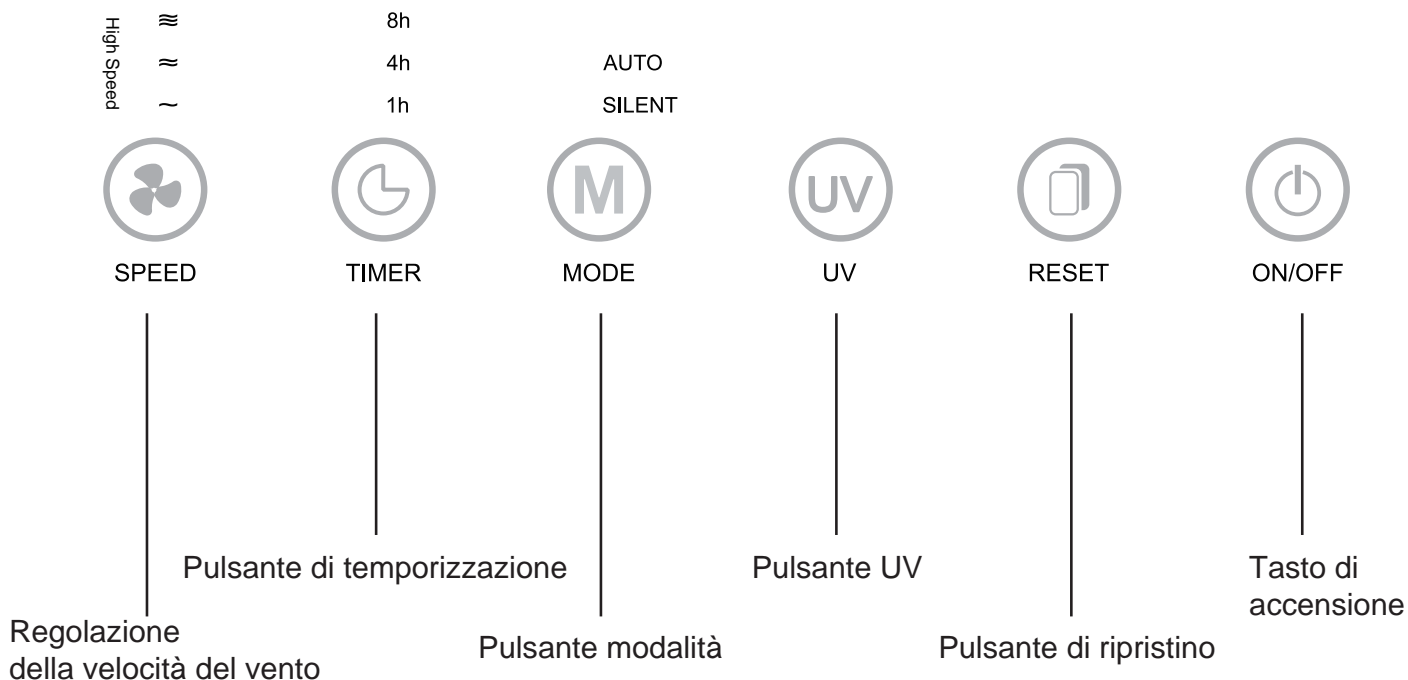 High Speed
≋ 8h
≈ 4h AUTO
~ 1h SILENT
M UV
SPEED TIMER MODE UV RESET ON/OFF
Pulsante di temporizzazione Pulsante UV Tasto di
accensione
Regolazione
della velocità del vento
Pulsante modalità Pulsante di ripristino